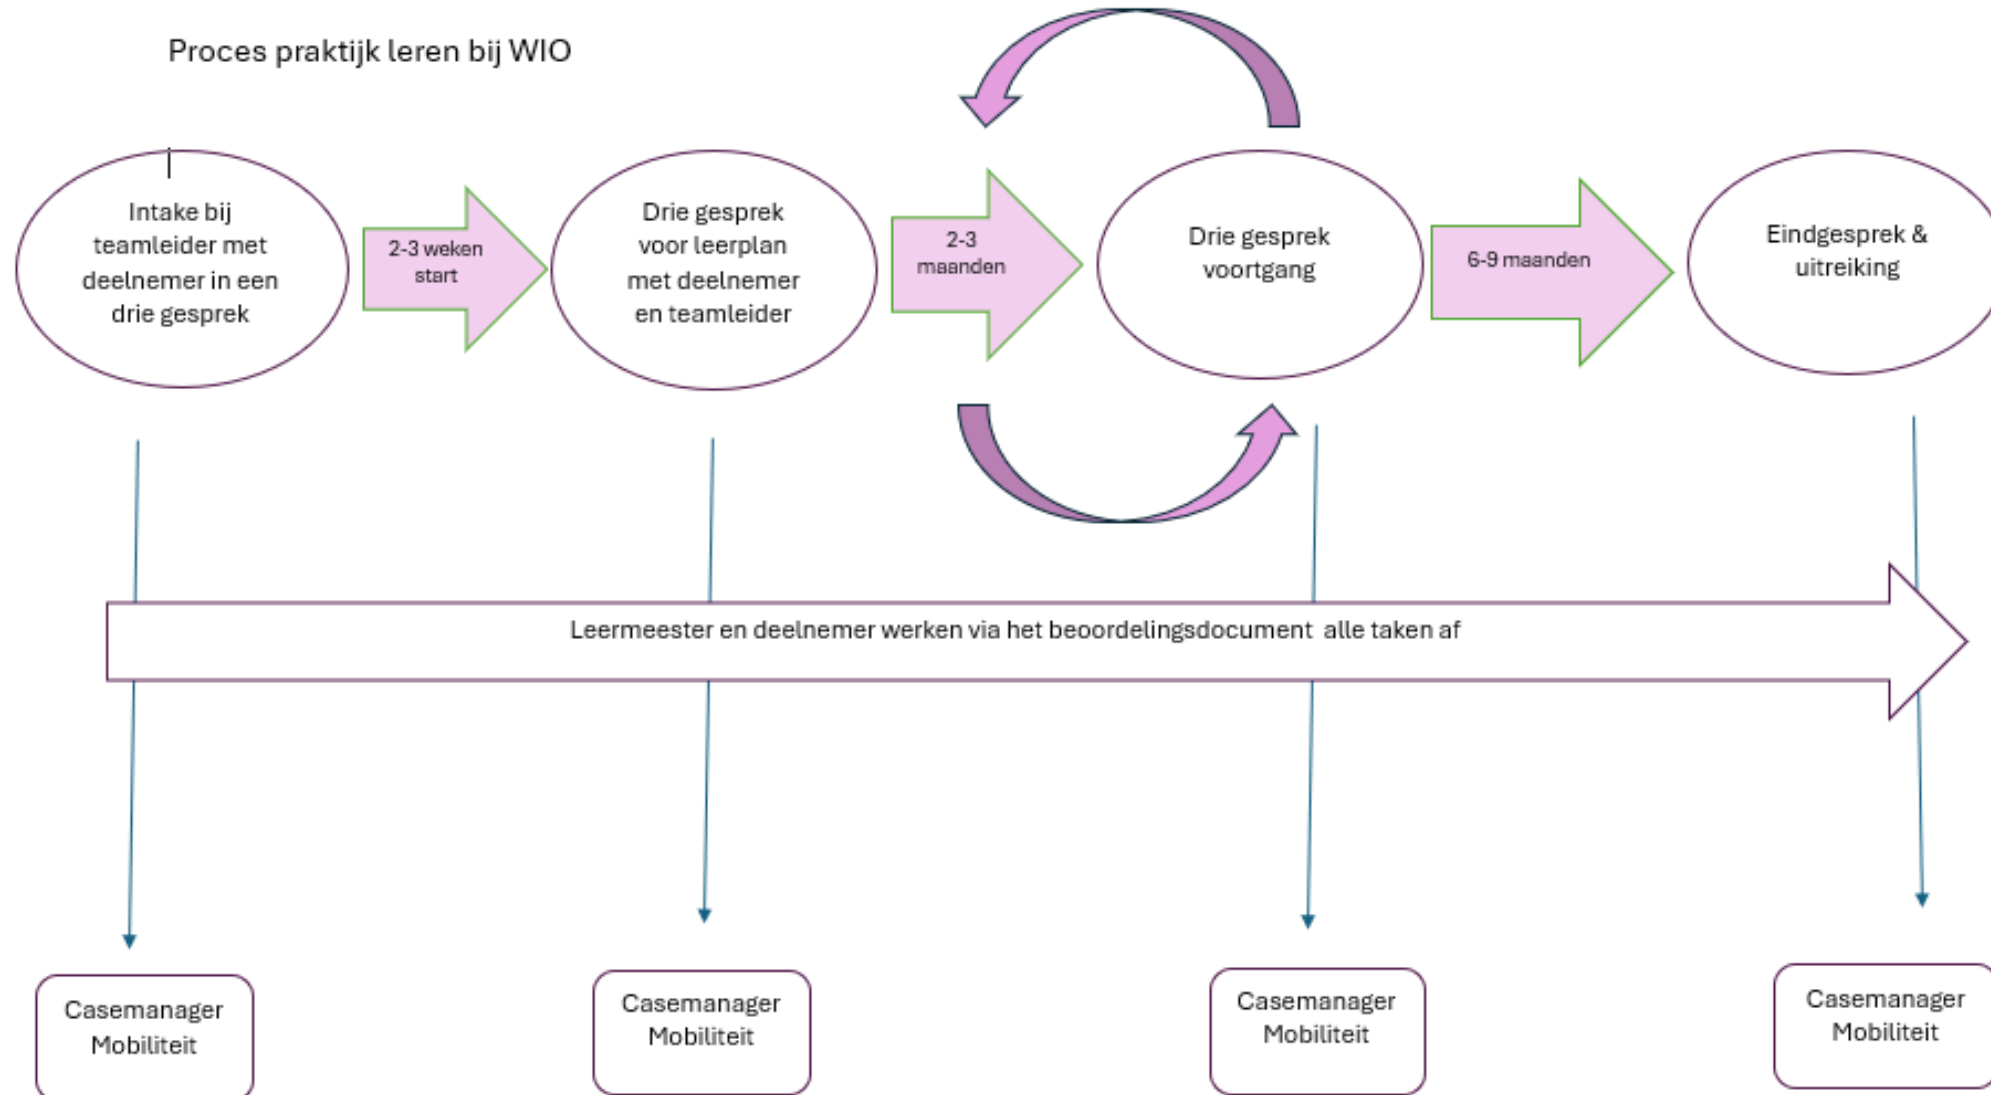 Proces praktijk leren bij WIO
Intake bij
teamleider met
deelnemer in een
drie gesprek
2-3 weken
start
Drie gesprek
voor leerplan
met deelnemer
en teamleider
2-3
maanden
Drie gesprek
voortgang
6-9 maanden
Eindgesprek &
uitreiking
Leermeester en deelnemer werken via het beoordelingsdocument alle taken af
Casemanager
Mobiliteit
Casemanager
Mobiliteit
Casemanager
Mobiliteit
Casemanager
Mobiliteit